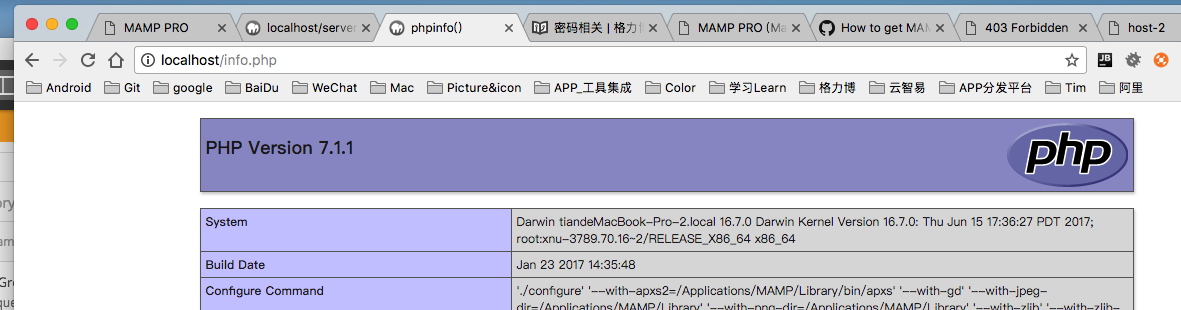 MAMP PRO
localhost/server
phpinfo()
密码相关 | 格力
MAMP PRO (Ma
How to get MAM
403 Forbidden
host-2
localhost/info.php
JB
Android
Git
google
BaiDu
WeChat
Mac
Picture&icon
APP_工具集成
Color
学习Learn
格力博
云智易
APP分发平台
Tim
阿里
PHP Version 7.1.1
php
System
Darwin tiandeMacBook-Pro-2.local 16.7.0 Darwin Kernel Version 16.7.0: Thu Jun 15 17:36:27 PDT 2017;
root:xnu-3789.70.16~2/RELEASE_X86_64 x86_64
Build Date
Jan 23 2017 14:35:48
Configure Command
'./configure' '--with-apxs2=/Applications/MAMP/Library/bin/apxs' '--with-gd' '--with-jpeg-
dir=/Applications/MAMP/Library' '--with-png-dir=/Applications/MAMP/Library' '--with-zlib' '--with-zlib-